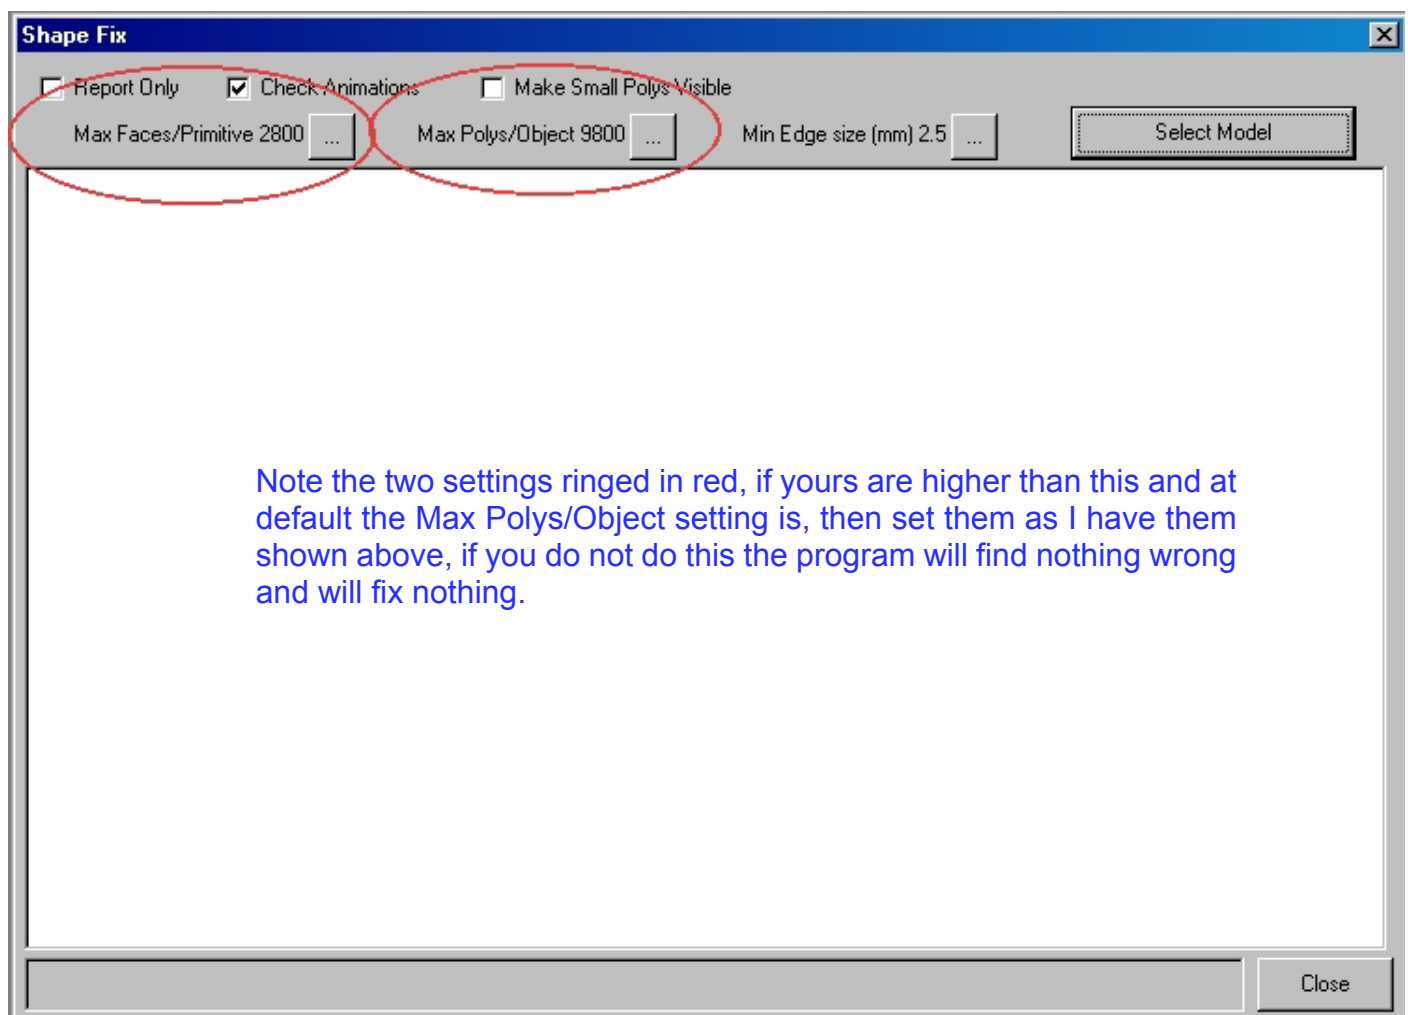 Shape Fix
Report Only Check Animations Make Small Polys Visible
Max Faces/Primitive 2800 ... Max Polys/Object 9800 ... Min Edge size (mm) 2.5 ... Select Model
Note the two settings ringed in red, if yours are higher than this and at
default the Max Polys/Object setting is, then set them as I have them
shown above, if you do not do this the program will find nothing wrong
and will fix nothing.
Close